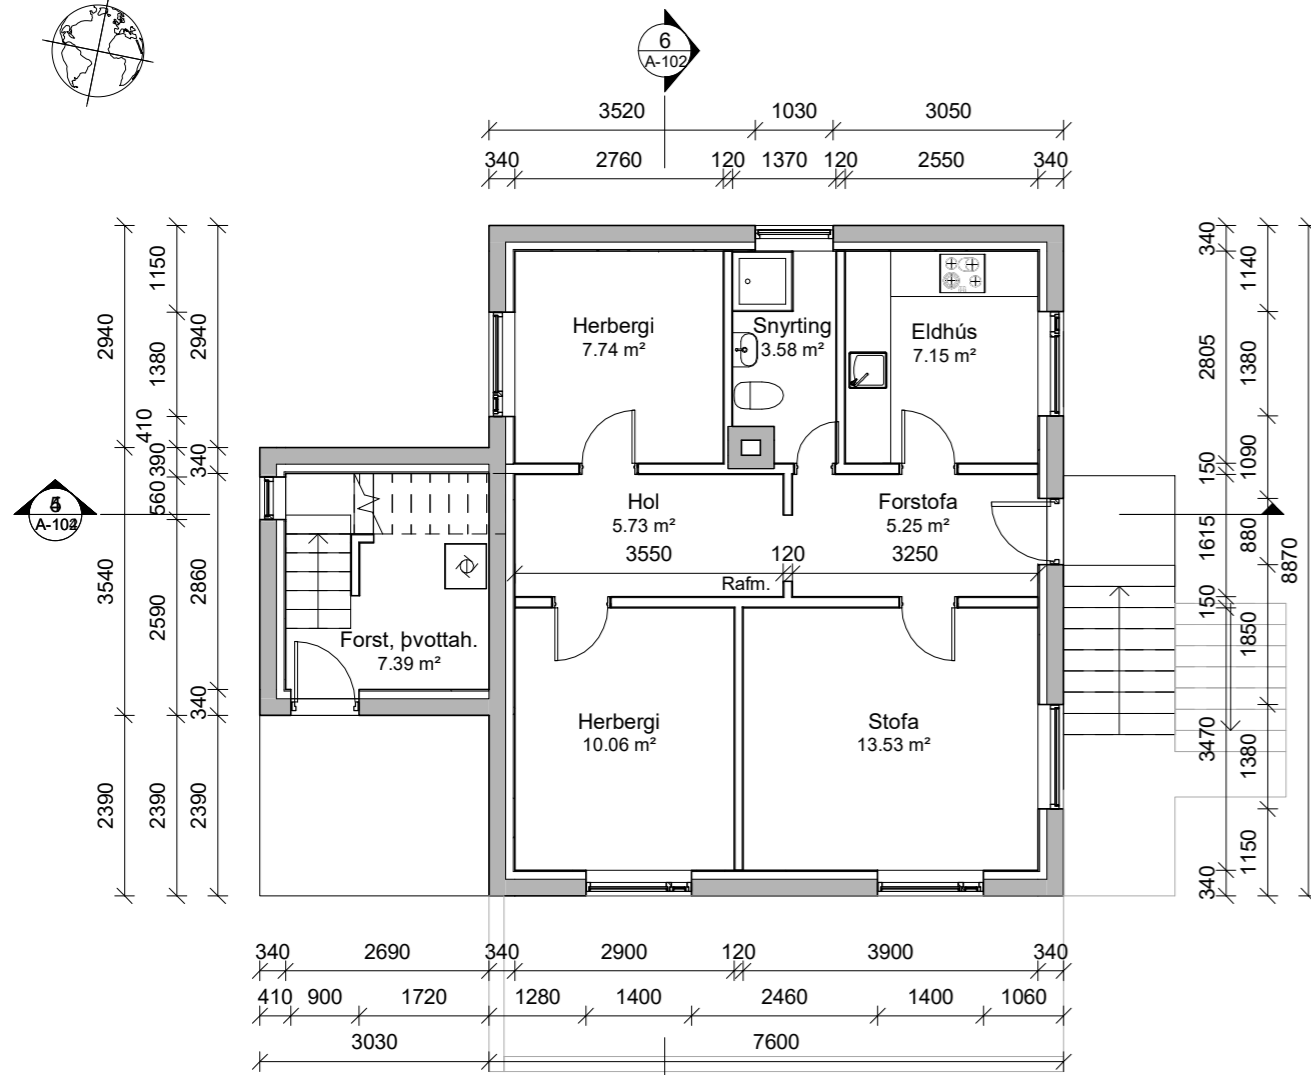 6
A-102
3520 1030 3050
340 2760 120 1370 120 2550 340
2940
1150
1380
410
2940
390
340
560
3540
2590
2860
340
2390
2390
2390
A-102
Herbergi
7.74 m²
Snyrting
3.58 m²
Eldhús
7.15 m²
Hol
5.73 m²
3550
120
Forstofa
5.25 m²
3250
Rafm.
Forst, þvottah.
7.39 m²
Herbergi
10.06 m²
Stofa
13.53 m²
340
1140
2805
1380
150
1090
1615
880
8870
150
1850
3470
1380
1150
340
340 2690 340 2900 120 3900 340
410 900 1720 1280 1400 2460 1400 1060
3030 7600